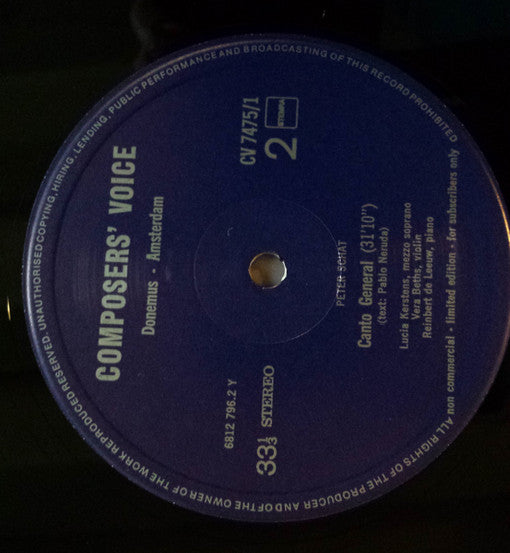 ALL RIGHTS OF THE PRODUCER AND OF THE OWNER OF THE WORK REPRODUCED RESERVED. UNAUTHORISED COPYING, HIRING, LENDING, PUBLIC PERFORMANCE AND BROADCASTING OF THIS RECORD PROHIBITED
COMPOSERS' VOICE
Donemus - Amsterdam
6812 796.2 Y
33⅓ STEREO
CV 7475/1
2 STEMRA
PETER SCHAT
Canto General (31'10")
(text: Pablo Neruda)
Lucia Kerstens, mezzo soprano
Vera Beths, violin
Reinbert de Leeuw, piano
non commercial - limited edition - for subscribers only